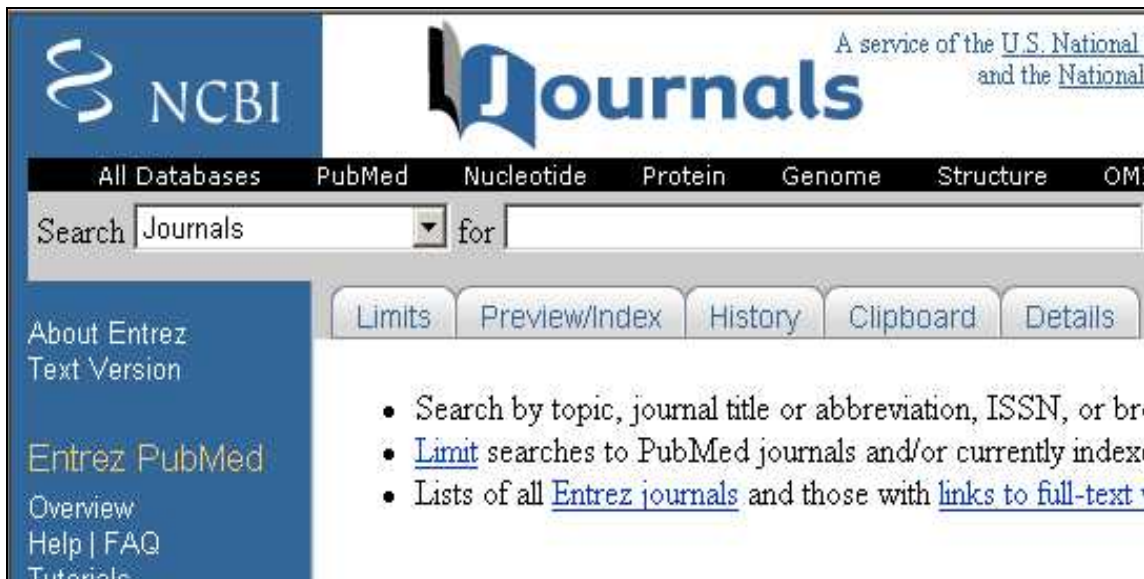 NCBI
Journals
A service of the U.S. National
and the National
All Databases PubMed Nucleotide Protein Genome Structure
Search Journals for
Limits Preview/Index History Clipboard Details
About Entrez
Text Version
Entrez PubMed
Overview
Help | FAQ
Tutorials
• Search by topic, journal title or abbreviation, ISSN, or
• Limit searches to PubMed journals and/or currently
• Lists of all Entrez journals and those with links to full-text